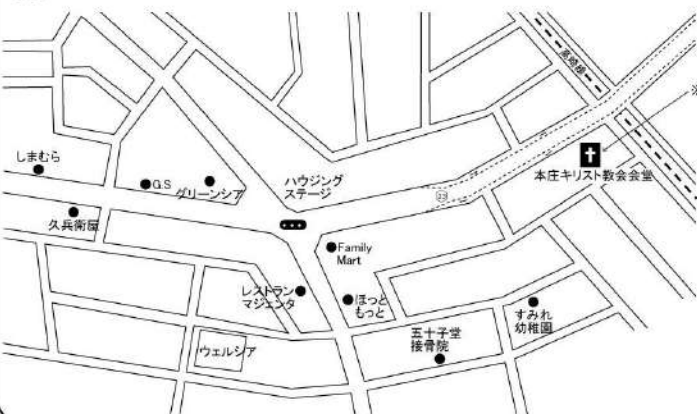 高崎線
※
しまむら
G.S
グリーンシア
ハウジング
ステージ
本庄キリスト教会会堂
23
久兵衛屋
Family
Mart
レストラン
マジェンタ
ほっと
もっと
すみれ
幼稚園
五十子堂
接骨院
ウェルシア